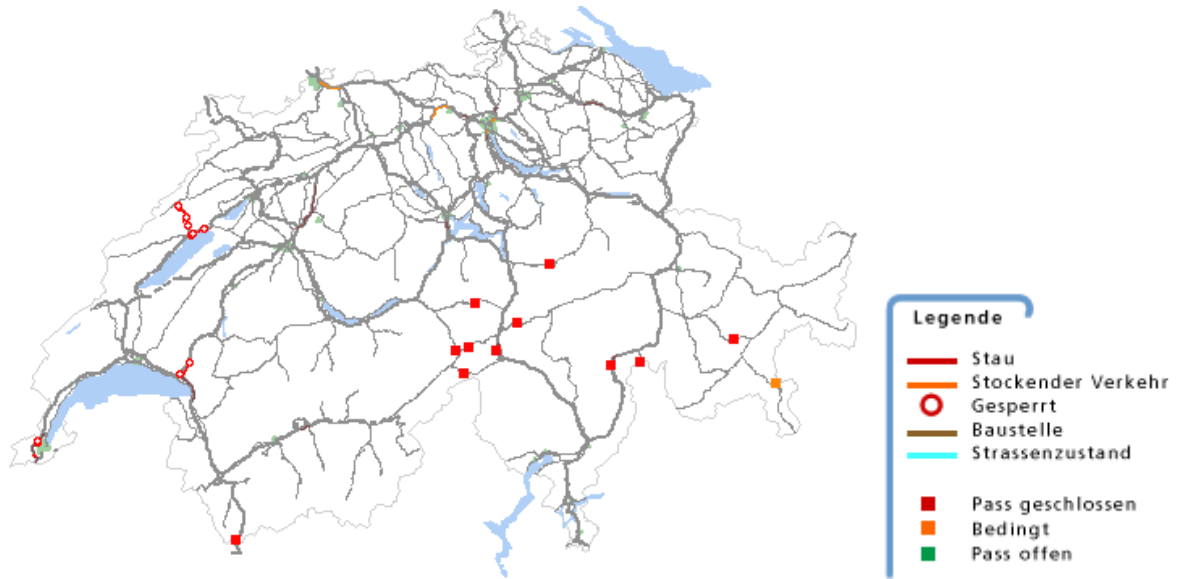 Legende
Stau
Stockender Verkehr
Gesperrt
Baustelle
Strassenzustand
Pass geschlossen
Bedingt
Pass offen